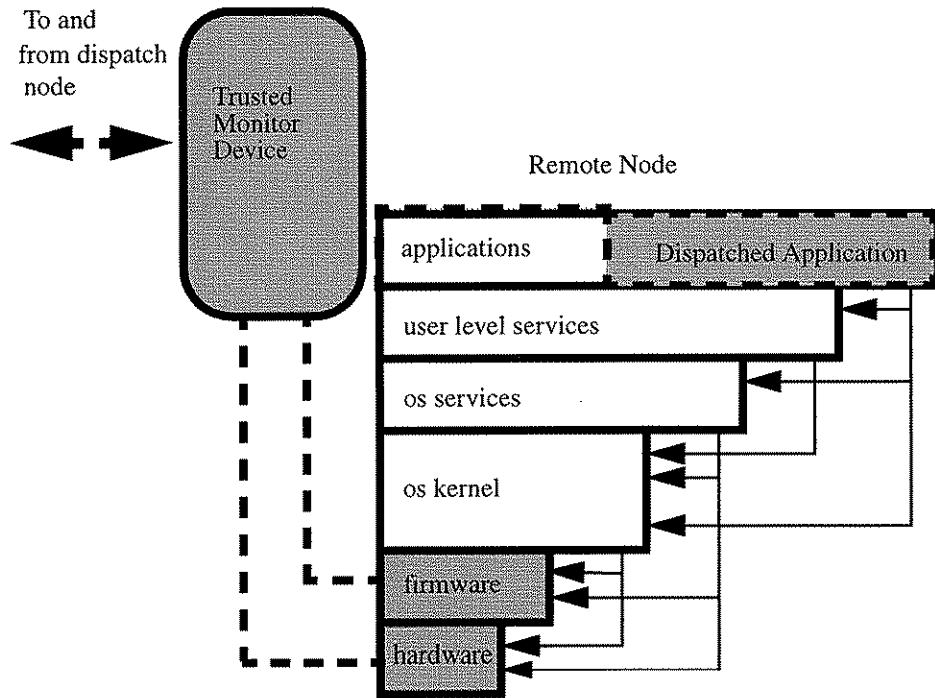 To and
from dispatch
node
Trusted
Monitor
Device
Remote Node
applications
Dispatched Application
user level services
os services
os kernel
firmware
hardware